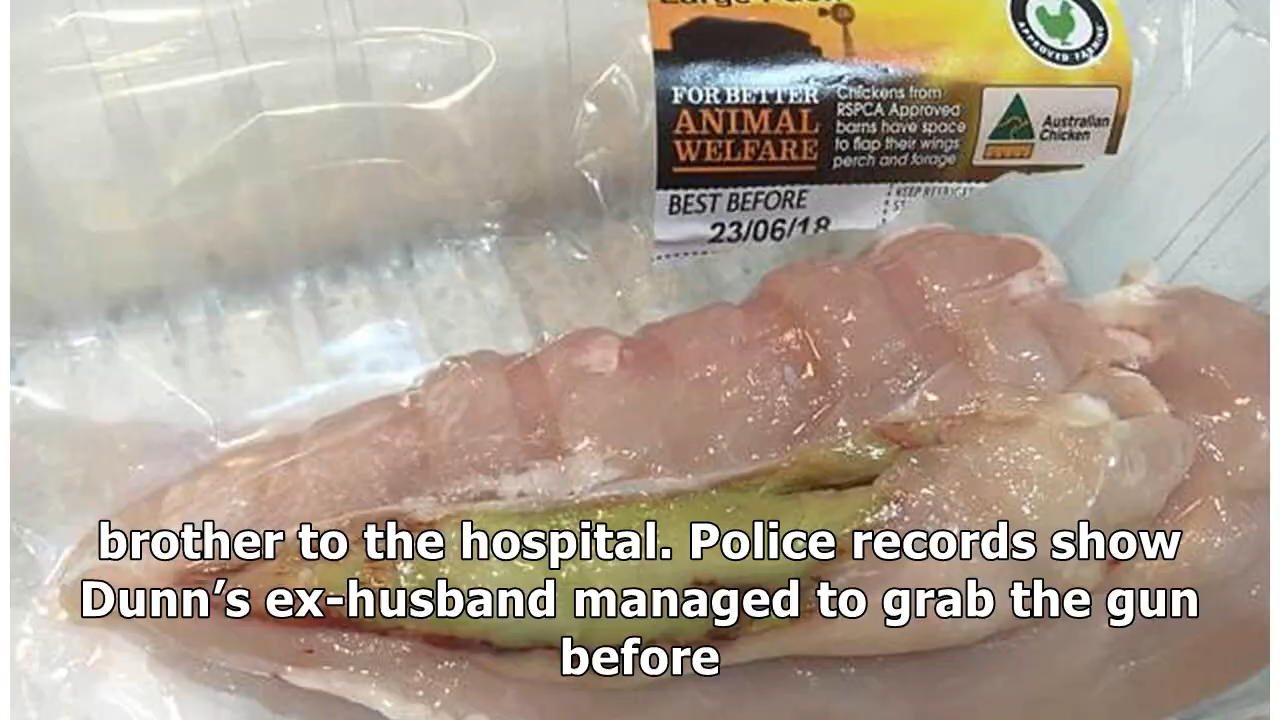 FOR BETTER
ANIMAL
WELFARE
Chickens from
RSPCA Approved
barns have space
to flap their wings
perch and forage
Australian
Chicken
APPROVED FARMING
BEST BEFORE
23/06/18
brother to the hospital. Police records show
Dunn’s ex-husband managed to grab the gun
before